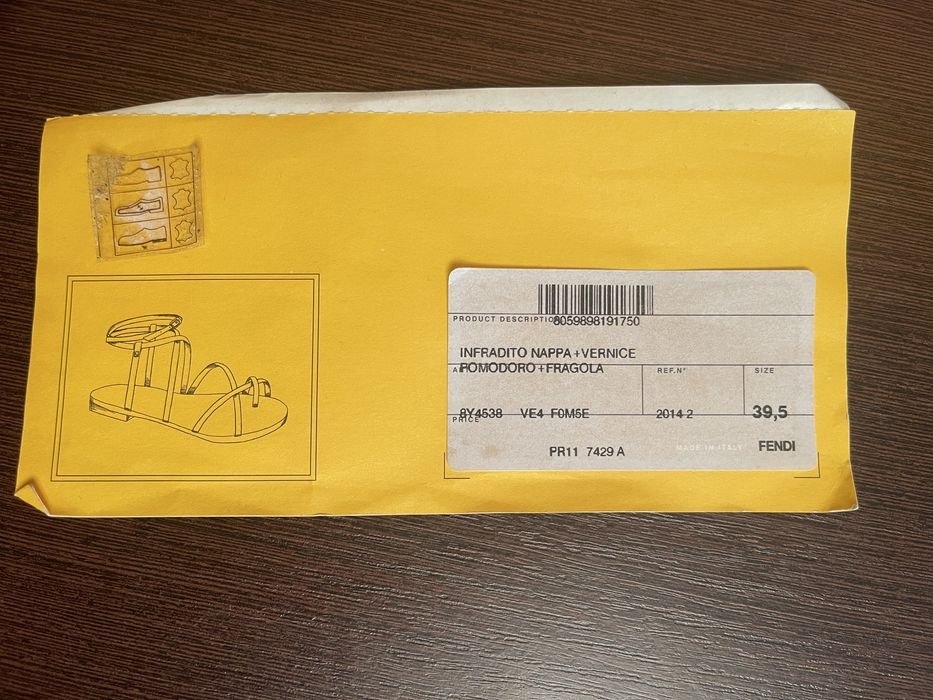 PRODUCT DESCRIPTION
8059898191750
INFRADITO NAPPA+VERNICE
POMODORO+FRAGOLA
REF.N°
SIZE
8Y4538 VE4 F0M5E
2014 2
39,5
PRICE
PR11 7429 A
MADE IN ITALY
FENDI